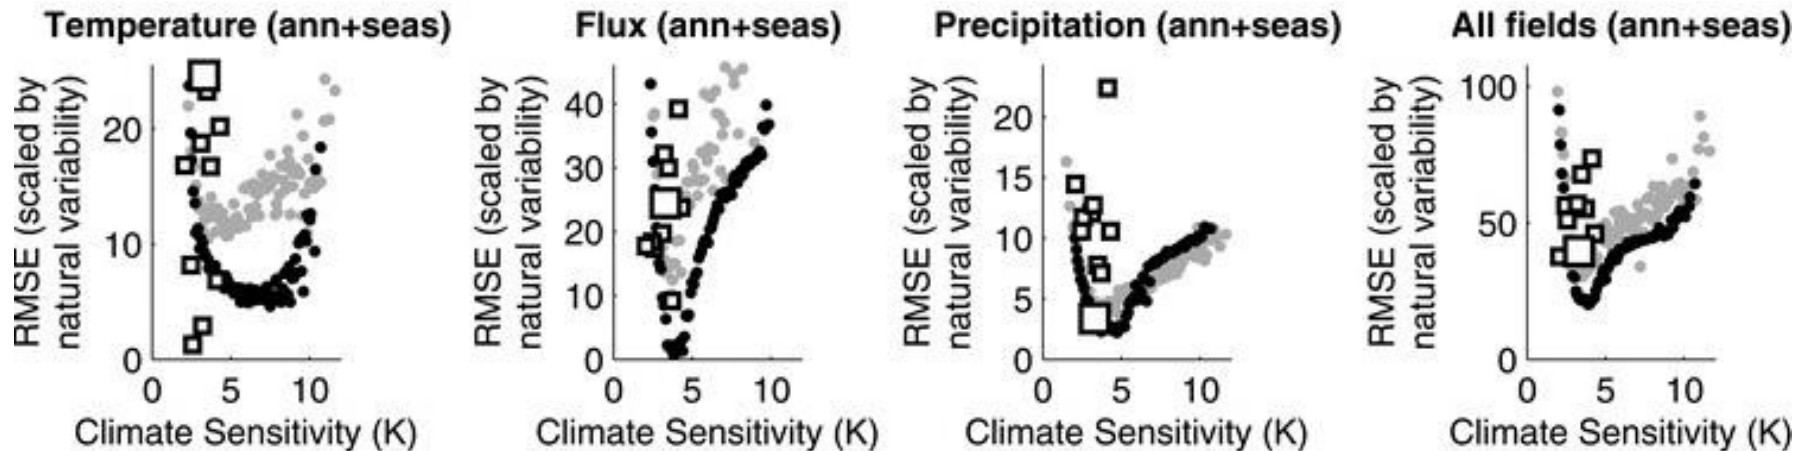 Temperature (ann+seas)
RMSE (scaled by
natural variability)
20
10
0
0 5 10
Climate Sensitivity (K)
Flux (ann+seas)
RMSE (scaled by
natural variability)
40
30
20
10
0
0 5 10
Climate Sensitivity (K)
Precipitation (ann+seas)
RMSE (scaled by
natural variability)
20
15
10
5
0
0 5 10
Climate Sensitivity (K)
All fields (ann+seas)
RMSE (scaled by
natural variability)
100
50
0
0 5 10
Climate Sensitivity (K)